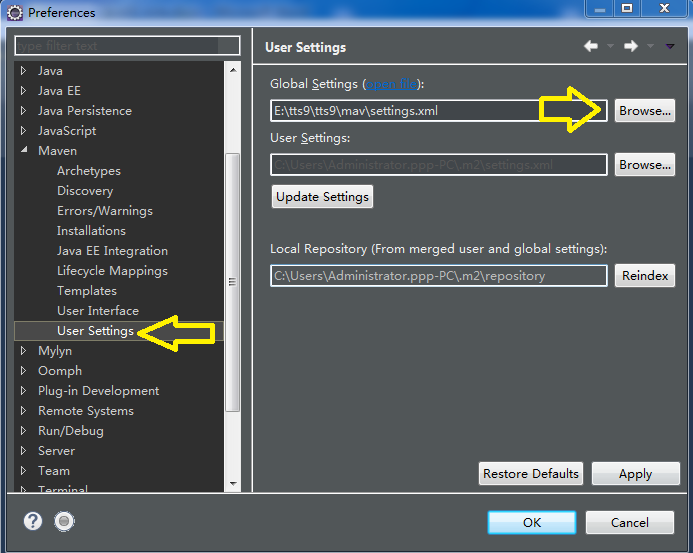 Preferences
type filter text
User Settings
Java
Java EE
Java Persistence
JavaScript
Maven
Archetypes
Discovery
Errors/Warnings
Installations
Java EE Integration
Lifecycle Mappings
Templates
User Interface
User Settings
Mylyn
Oomph
Plug-in Development
Remote Systems
Run/Debug
Server
Team
Terminal
Global Settings (open file):
E:\tts9\tts9\mav\settings.xml
Browse...
User Settings:
C:\Users\Administrator.ppp-PC\.m2\settings.xml
Browse...
Update Settings
Local Repository (From merged user and global settings):
C:\Users\Administrator.ppp-PC\.m2\repository
Reindex
Restore Defaults
Apply
OK
Cancel